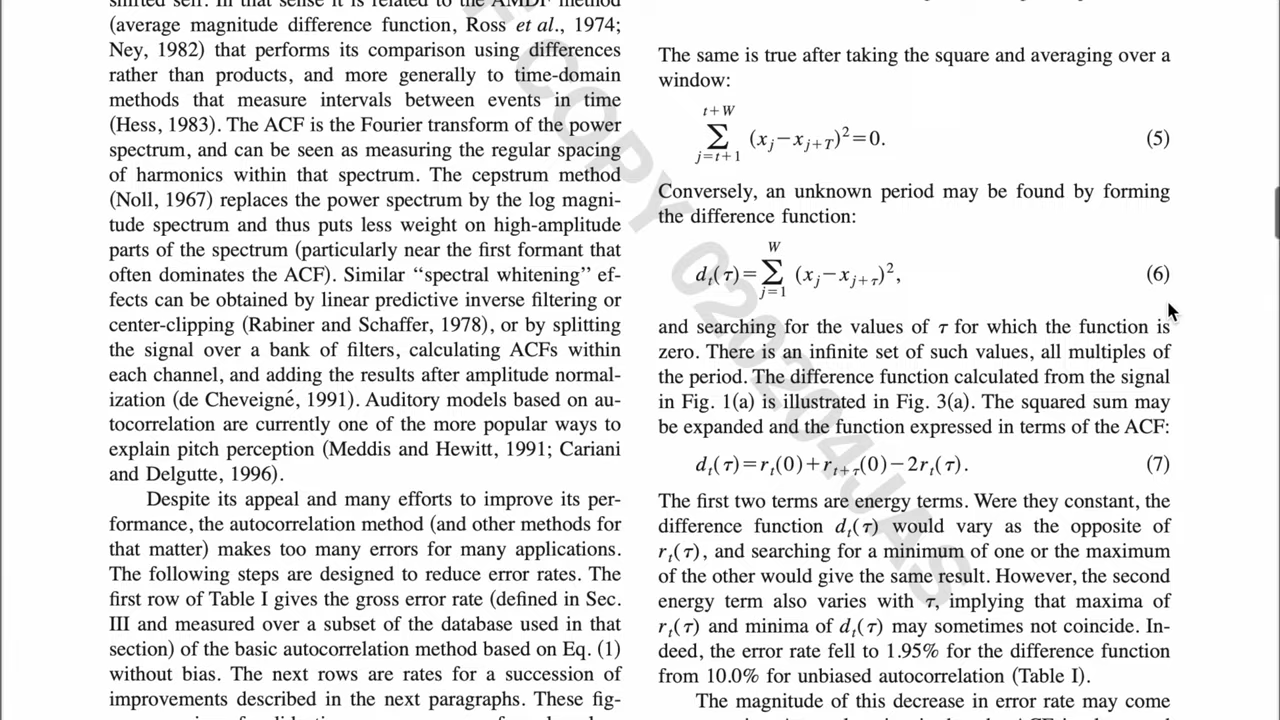 shifted self. In that sense it is related to the AMDF method
(average magnitude difference function, Ross et al., 1974;
Ney, 1982) that performs its comparison using differences
rather than products, and more generally to time-domain
methods that measure intervals between events in time
(Hess, 1983). The ACF is the Fourier transform of the power
spectrum, and can be seen as measuring the regular spacing
of harmonics within that spectrum. The cepstrum method
(Noll, 1967) replaces the power spectrum by the log magni-
tude spectrum and thus puts less weight on high-amplitude
parts of the spectrum (particularly near the first formant that
often dominates the ACF). Similar “spectral whitening” ef-
fects can be obtained by linear predictive inverse filtering or
center-clipping (Rabiner and Schaffer, 1978), or by splitting
the signal over a bank of filters, calculating ACFs within
each channel, and adding the results after amplitude normal-
ization (de Cheveigné, 1991). Auditory models based on au-
tocorrelation are currently one of the more popular ways to
explain pitch perception (Meddis and Hewitt, 1991; Cariani
and Delgutte, 1996).
Despite its appeal and many efforts to improve its per-
formance, the autocorrelation method (and other methods for
that matter) makes too many errors for many applications.
The following steps are designed to reduce error rates. The
first row of Table I gives the gross error rate (defined in Sec.
III and measured over a subset of the database used in that
section) of the basic autocorrelation method based on Eq. (1)
without bias. The next rows are rates for a succession of
improvements described in the next paragraphs. These fig-
The same is true after taking the square and averaging over a
window:
t+W
∑ (x_j−x_{j+T})²=0. (5)
j=t+1
Conversely, an unknown period may be found by forming
the difference function:
W
d_t(τ)=∑ (x_j−x_{j+τ})², (6)
j=1
and searching for the values of τ for which the function is
zero. There is an infinite set of such values, all multiples of
the period. The difference function calculated from the signal
in Fig. 1(a) is illustrated in Fig. 3(a). The squared sum may
be expanded and the function expressed in terms of the ACF:
d_t(τ)=r_t(0)+r_{t+τ}(0)−2r_t(τ). (7)
The first two terms are energy terms. Were they constant, the
difference function d_t(τ) would vary as the opposite of
r_t(τ), and searching for a minimum of one or the maximum
of the other would give the same result. However, the second
energy term also varies with τ, implying that maxima of
r_t(τ) and minima of d_t(τ) may sometimes not coincide. In-
deed, the error rate fell to 1.95% for the difference function
from 10.0% for unbiased autocorrelation (Table I).
The magnitude of this decrease in error rate may come
E COPY 020204JAS